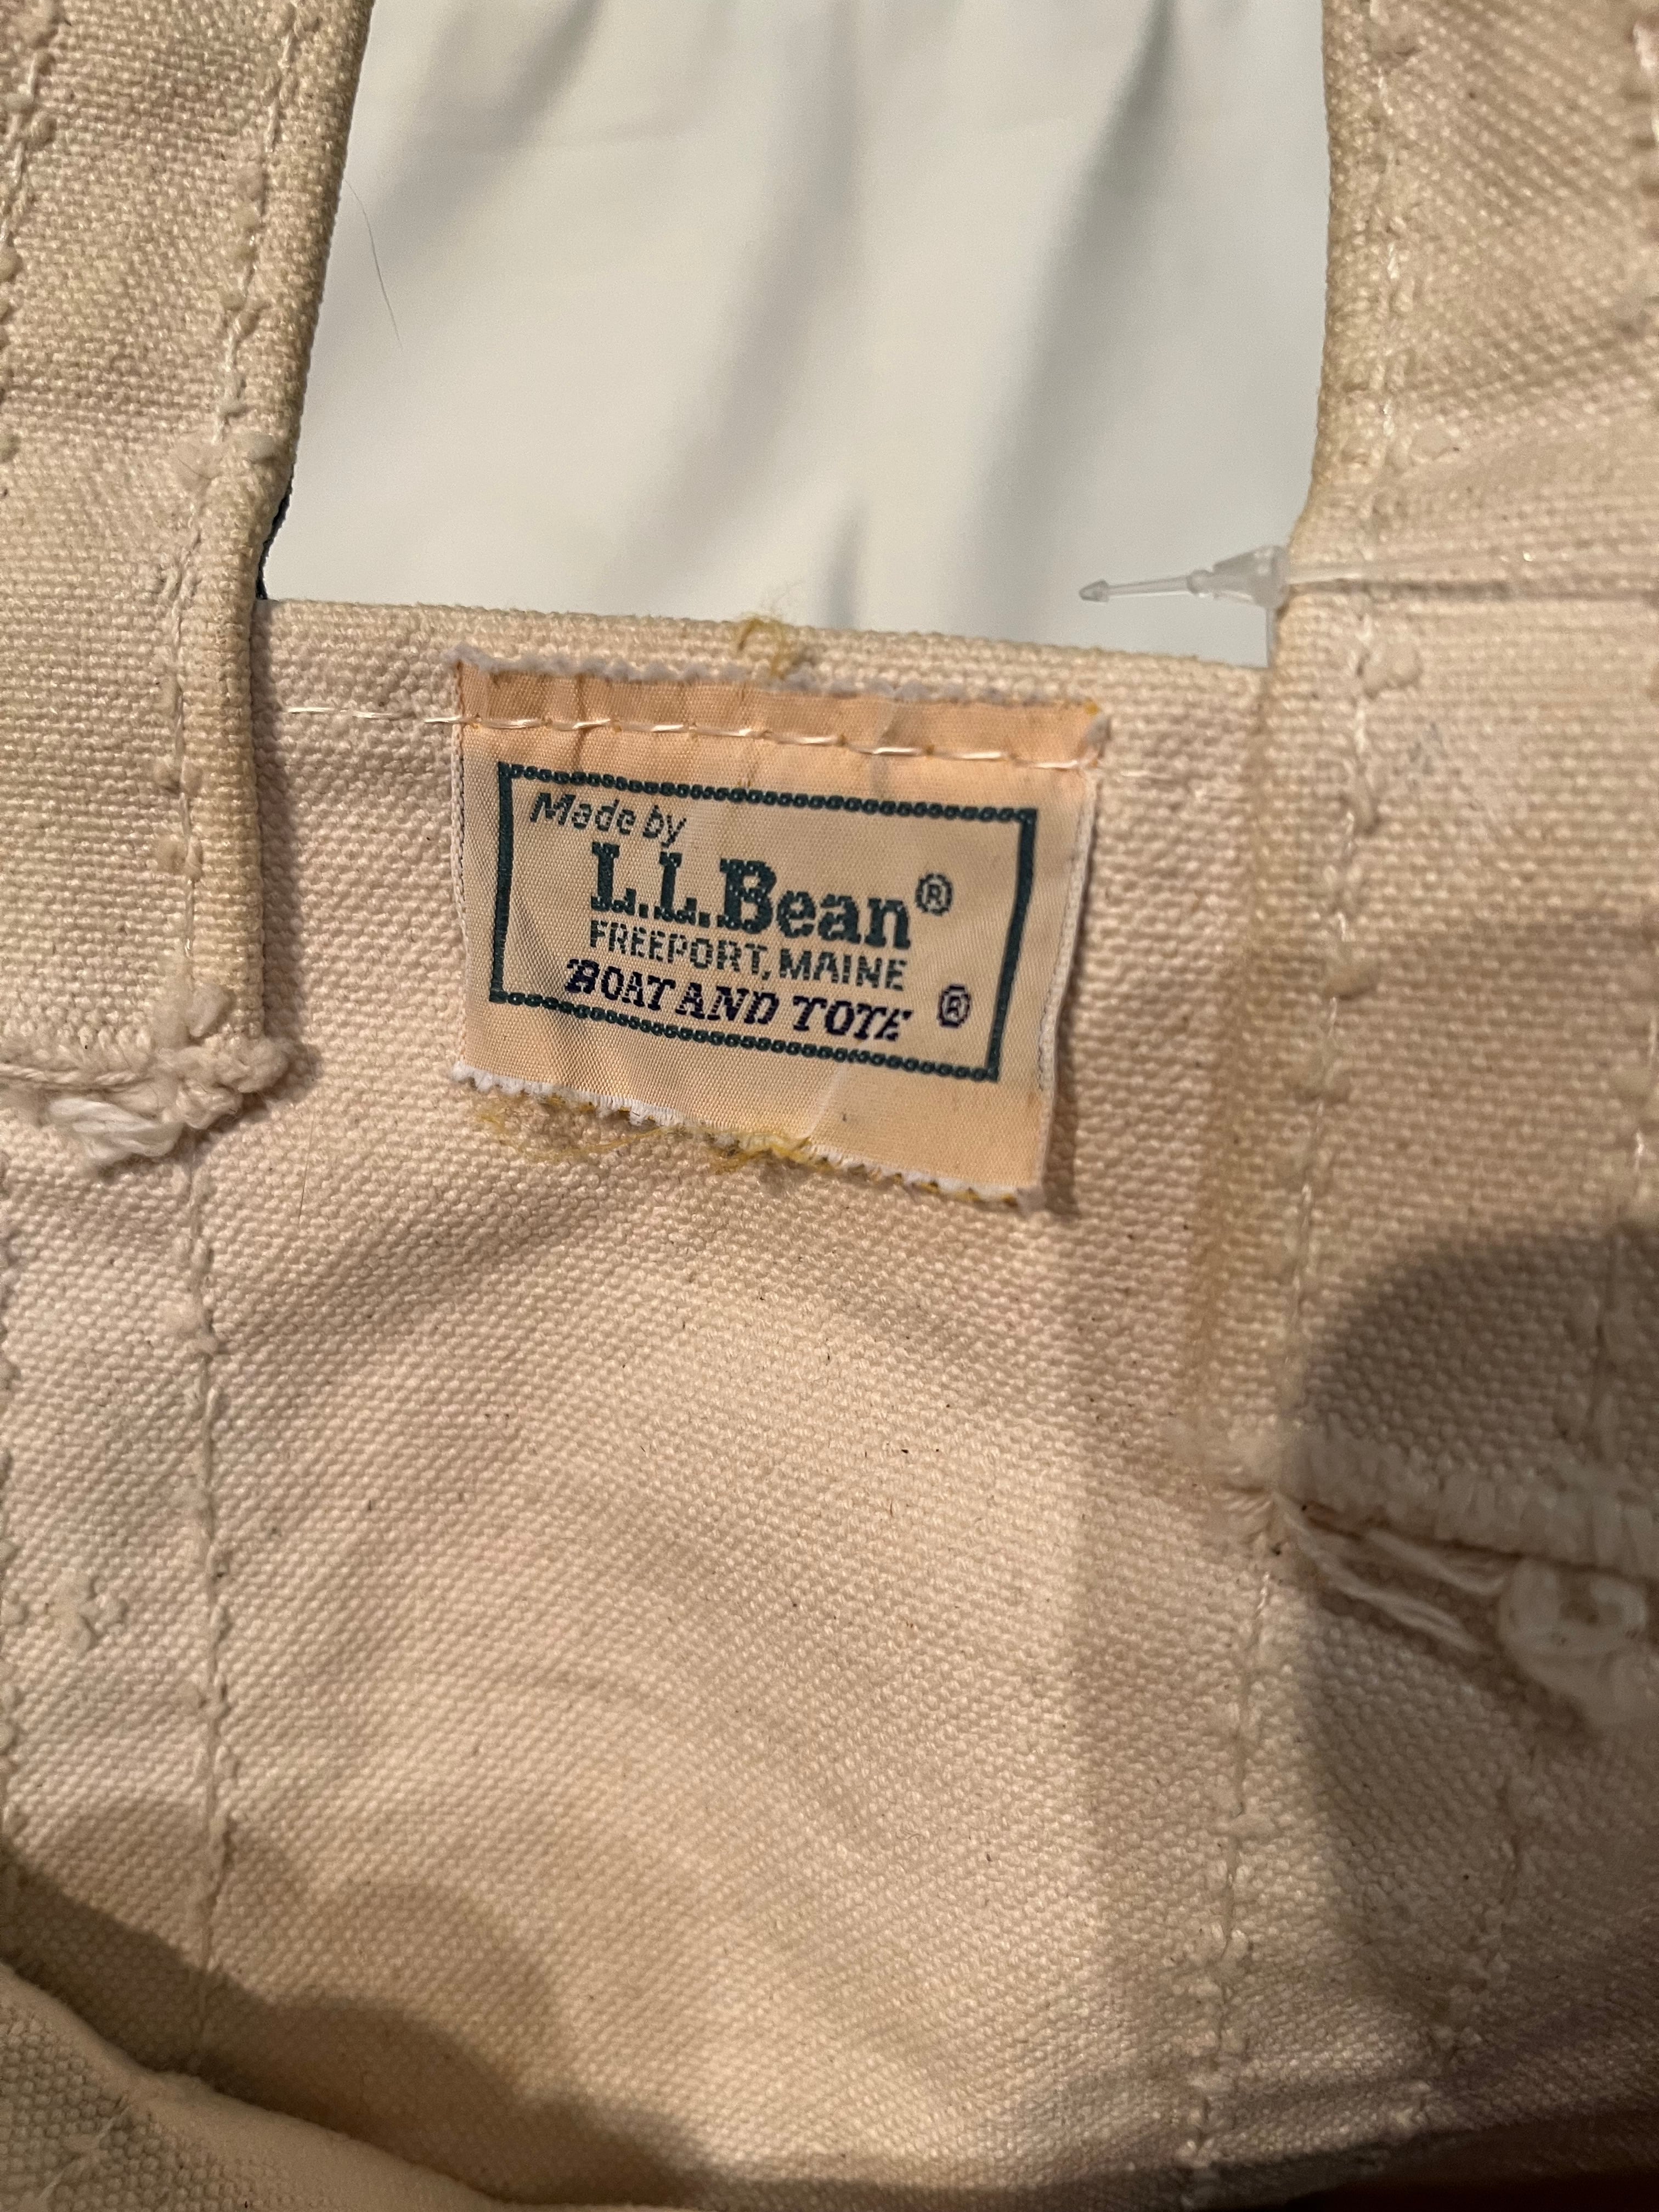 Made by
L.L.Bean®
FREEPORT, MAINE
BOAT AND TOTE ®